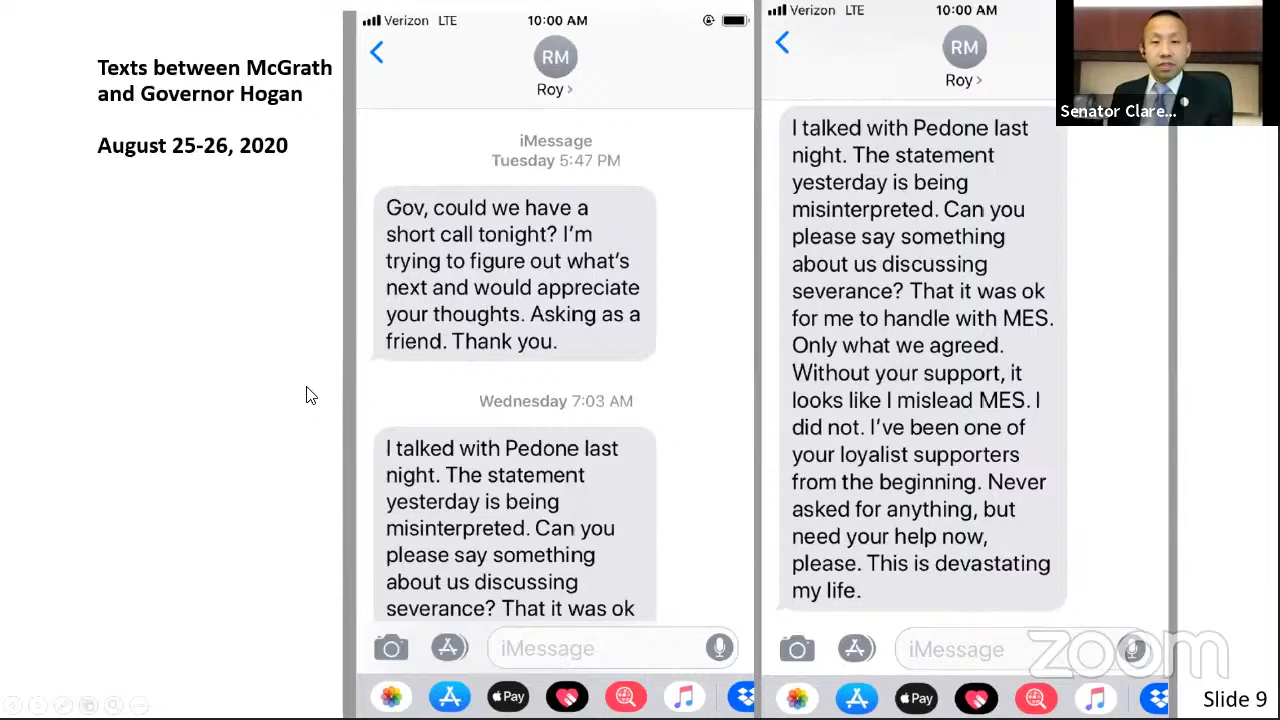 Texts between McGrath
and Governor Hogan
August 25-26, 2020
Verizon LTE 10:00 AM
RM
Roy
iMessage
Tuesday 5:47 PM
Gov, could we have a
short call tonight? I'm
trying to figure out what's
next and would appreciate
your thoughts. Asking as a
friend. Thank you.
Wednesday 7:03 AM
I talked with Pedone last
night. The statement
yesterday is being
misinterpreted. Can you
please say something
about us discussing
severance? That it was ok
iMessage
Pay
Verizon LTE 10:00 AM
RM
Roy
I talked with Pedone last
night. The statement
yesterday is being
misinterpreted. Can you
please say something
about us discussing
severance? That it was ok
for me to handle with MES.
Only what we agreed.
Without your support, it
looks like I mislead MES. I
did not. I've been one of
your loyalist supporters
from the beginning. Never
asked for anything, but
need your help now,
please. This is devastating
my life.
iMessage
Pay
Senator Clare...
zoom
Slide 9